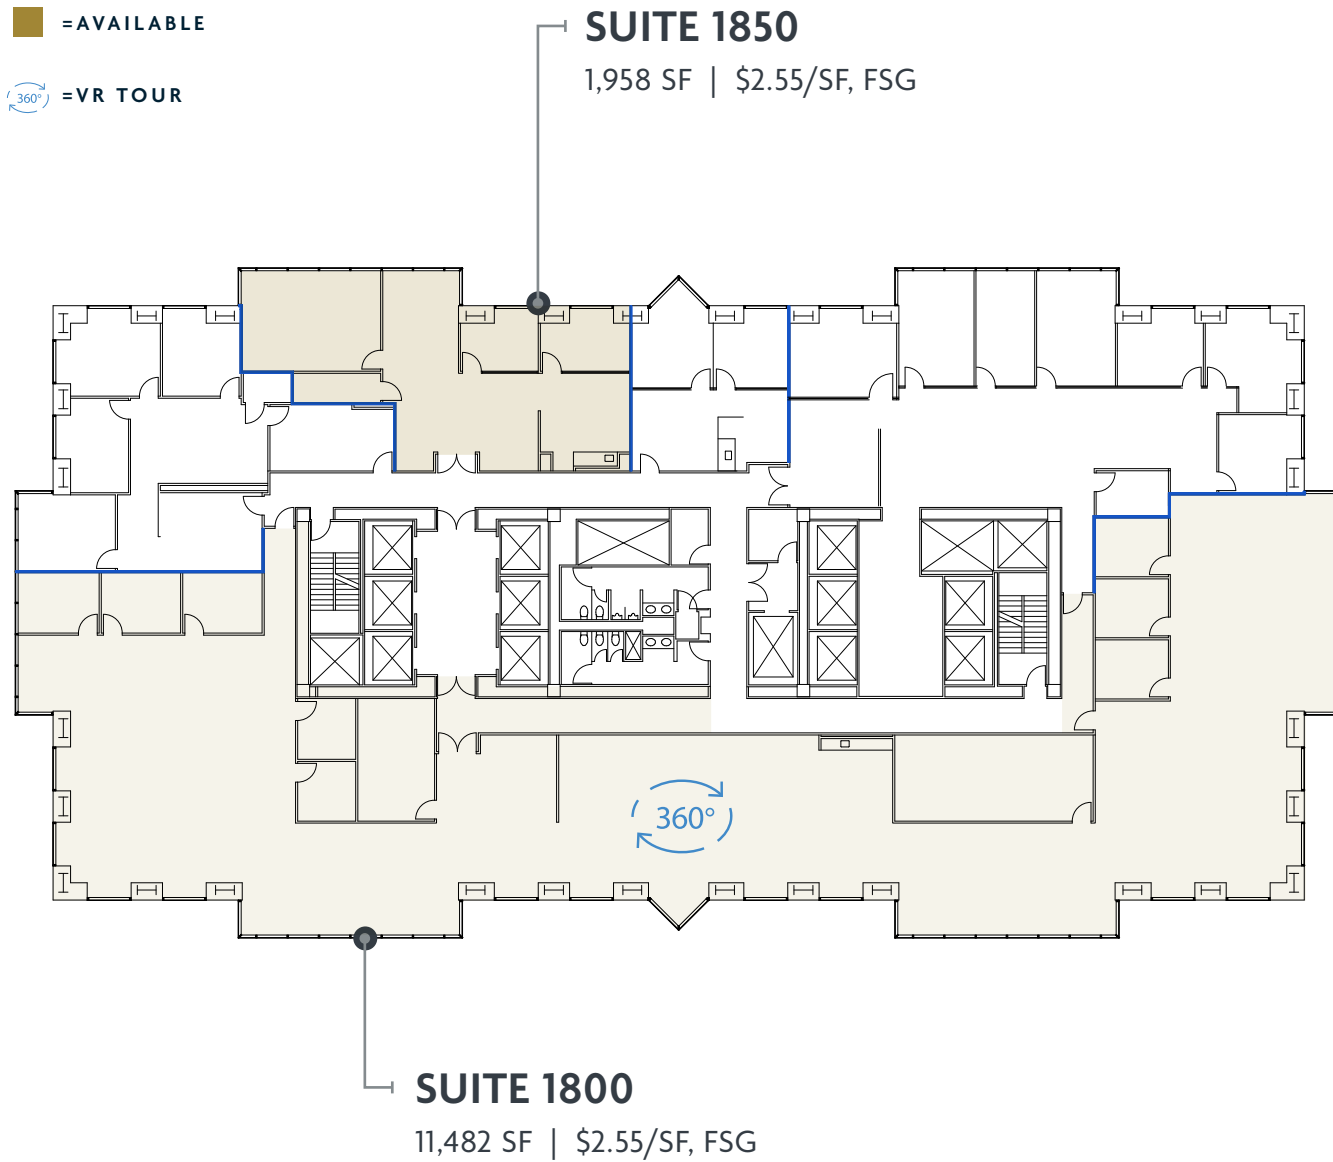 =AVAILABLE
360° =VR TOUR
SUITE 1850
1,958 SF | $2.55/SF, FSG
360°
SUITE 1800
11,482 SF | $2.55/SF, FSG